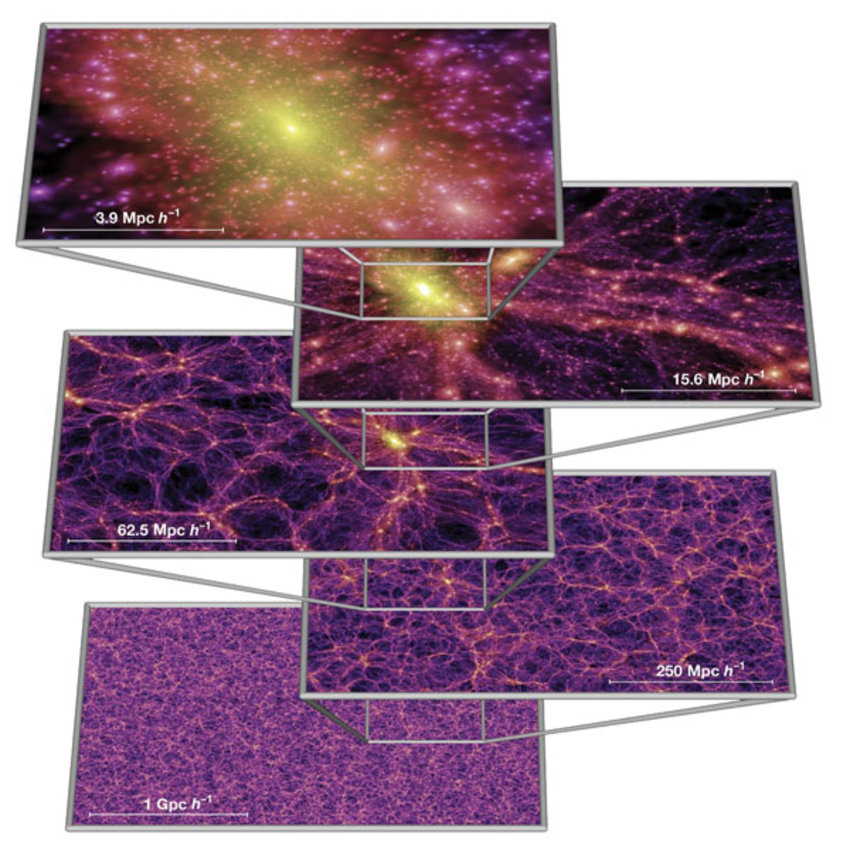 3.9 Mpc h⁻¹
15.6 Mpc h⁻¹
62.5 Mpc h⁻¹
250 Mpc h⁻¹
1 Gpc h⁻¹